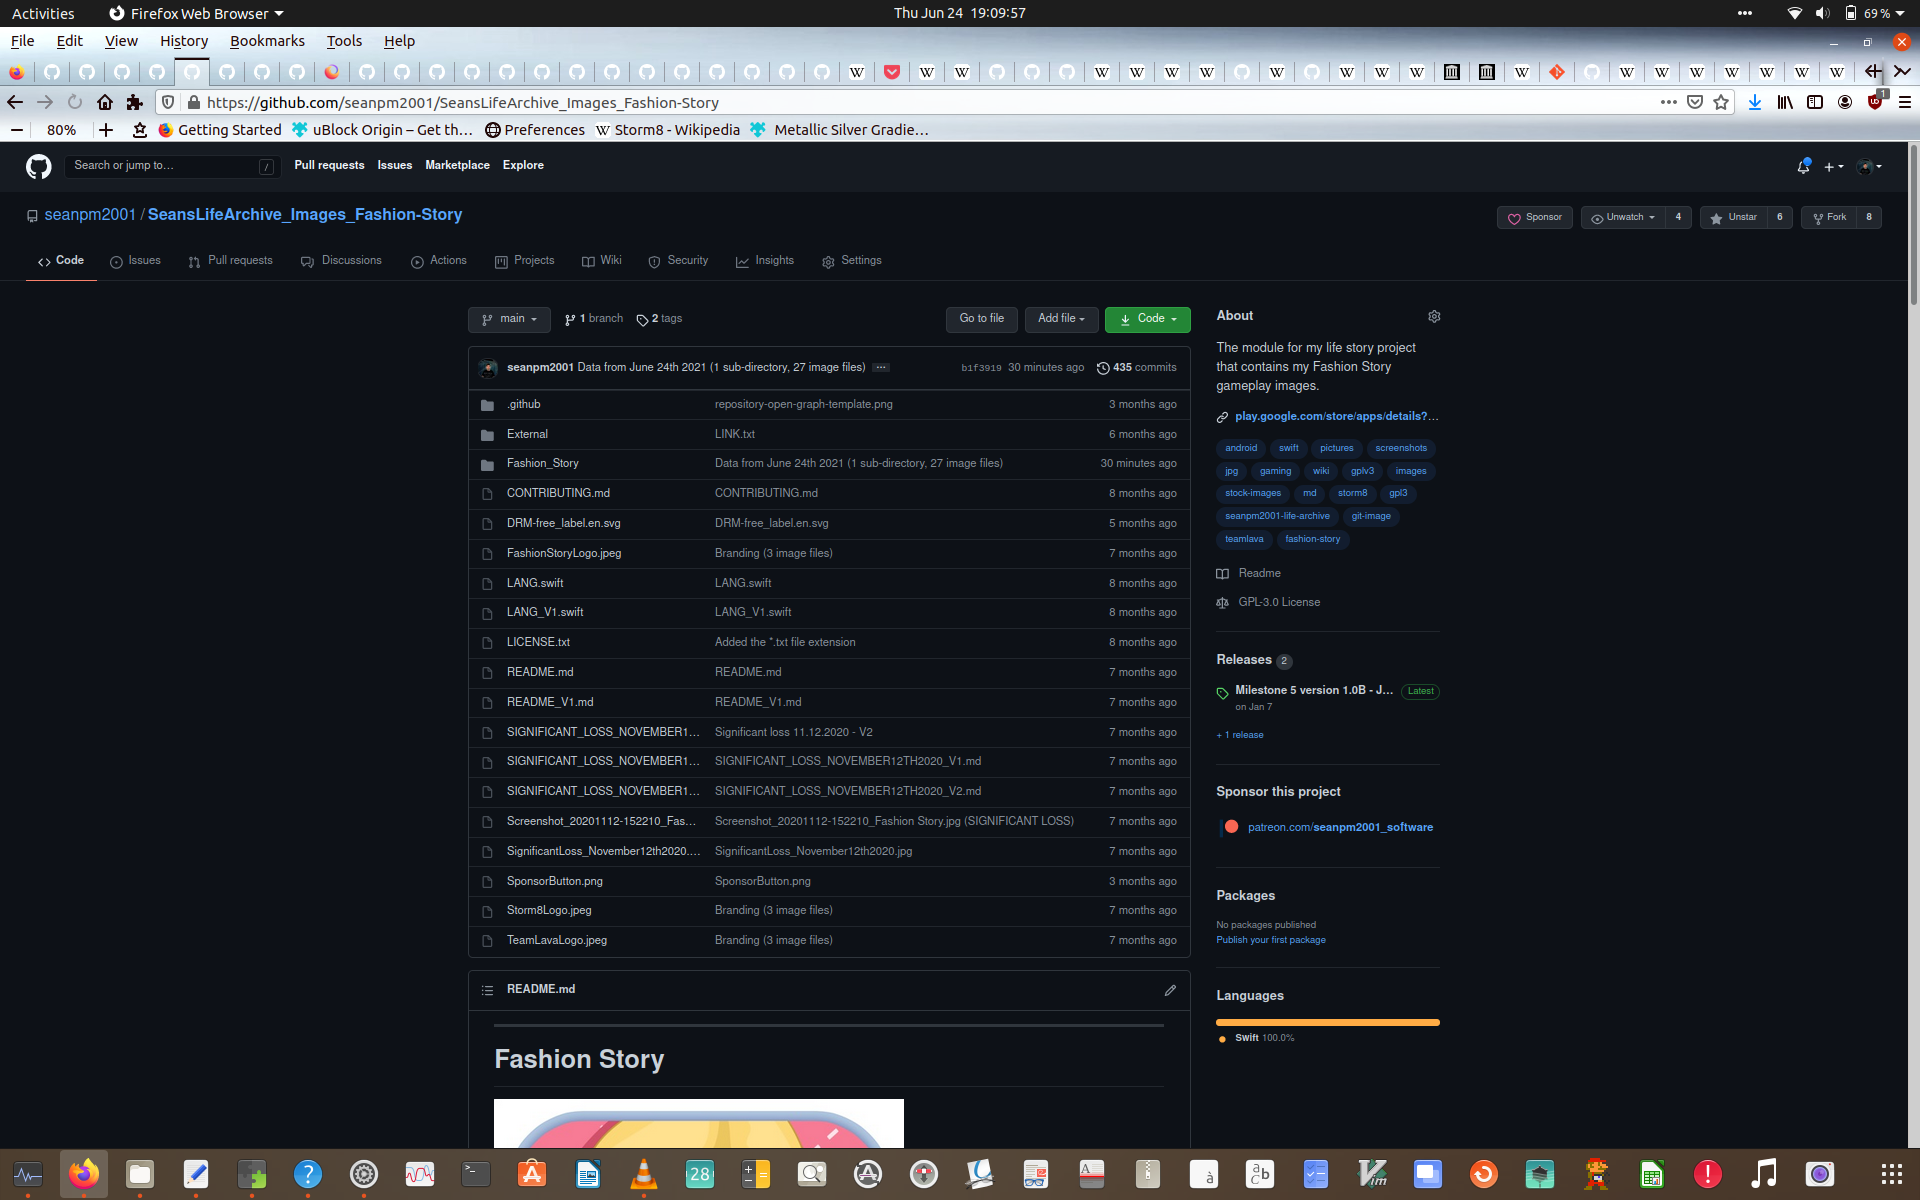 Activities Firefox Web Browser Thu Jun 24 19:09:57 69 %
File Edit View History Bookmarks Tools Help
https://github.com/seanpm2001/SeansLifeArchive_Images_Fashion-Story 1
80% Getting Started uBlock Origin – Get th… Preferences Storm8 - Wikipedia Metallic Silver Gradie…
Search or jump to… / Pull requests Issues Marketplace Explore
seanpm2001 / SeansLifeArchive_Images_Fashion-Story Sponsor Unwatch 4 Unstar 6 Fork 8
Code Issues Pull requests Discussions Actions Projects Wiki Security Insights Settings
main 1 branch 2 tags Go to file Add file Code
seanpm2001 Data from June 24th 2021 (1 sub-directory, 27 image files) ... b1f3919 30 minutes ago 435 commits
.github repository-open-graph-template.png 3 months ago
External LINK.txt 6 months ago
Fashion_Story Data from June 24th 2021 (1 sub-directory, 27 image files) 30 minutes ago
CONTRIBUTING.md CONTRIBUTING.md 8 months ago
DRM-free_label.en.svg DRM-free_label.en.svg 5 months ago
FashionStoryLogo.jpeg Branding (3 image files) 7 months ago
LANG.swift LANG.swift 8 months ago
LANG_V1.swift LANG_V1.swift 8 months ago
LICENSE.txt Added the *.txt file extension 8 months ago
README.md README.md 7 months ago
README_V1.md README_V1.md 7 months ago
SIGNIFICANT_LOSS_NOVEMBER1… Significant loss 11.12.2020 - V2 7 months ago
SIGNIFICANT_LOSS_NOVEMBER1… SIGNIFICANT_LOSS_NOVEMBER12TH2020_V1.md 7 months ago
SIGNIFICANT_LOSS_NOVEMBER1… SIGNIFICANT_LOSS_NOVEMBER12TH2020_V2.md 7 months ago
Screenshot_20201112-152210_Fas… Screenshot_20201112-152210_Fashion Story.jpg (SIGNIFICANT LOSS) 7 months ago
SignificantLoss_November12th2020.… SignificantLoss_November12th2020.jpg 7 months ago
SponsorButton.png SponsorButton.png 3 months ago
Storm8Logo.jpeg Branding (3 image files) 7 months ago
TeamLavaLogo.jpeg Branding (3 image files) 7 months ago
README.md
Fashion Story
About
The module for my life story project
that contains my Fashion Story
gameplay images.
play.google.com/store/apps/details?…
android swift pictures screenshots
jpg gaming wiki gplv3 images
stock-images md storm8 gpl3
seanpm2001-life-archive git-image
teamlava fashion-story
Readme
GPL-3.0 License
Releases 2
Milestone 5 version 1.0B - J… Latest
on Jan 7
+ 1 release
Sponsor this project
patreon.com/seanpm2001_software
Packages
No packages published
Publish your first package
Languages
Swift 100.0%
28